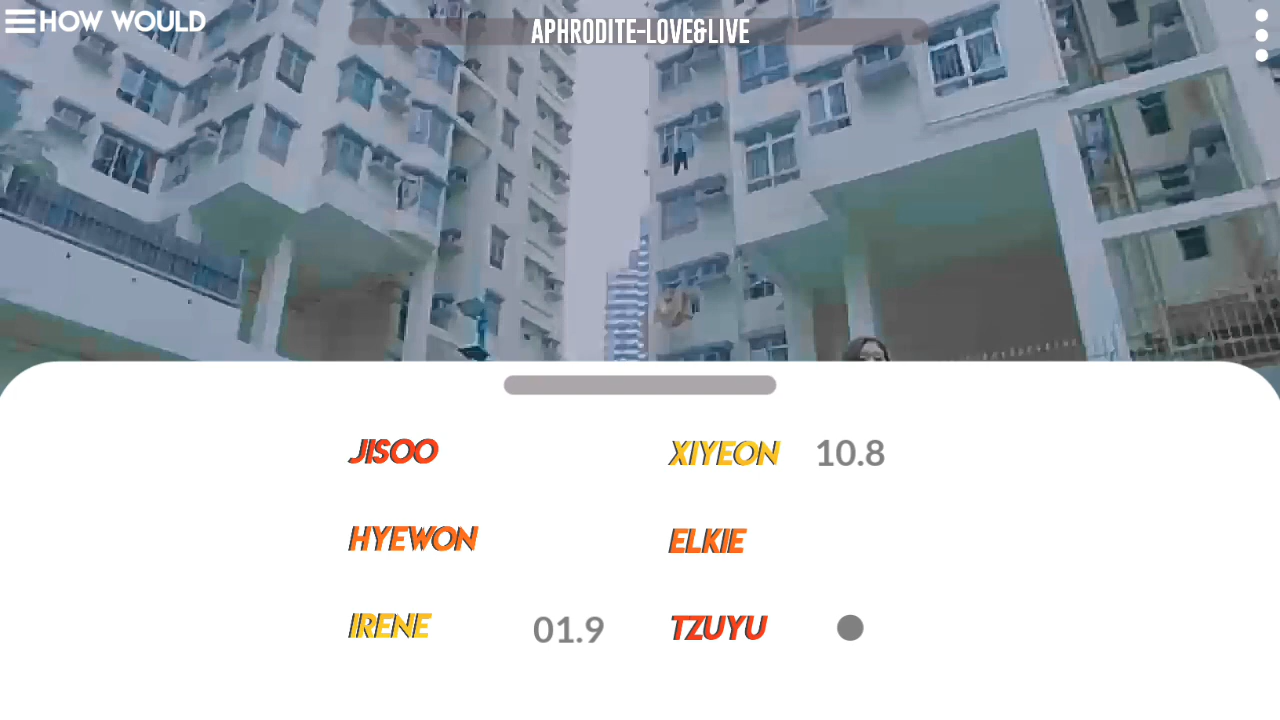 HOW WOULD
APHRODITE-LOVE&LIVE
JISOO
XIYEON 10.8
HYEWON
ELKIE
IRENE 01.9
TZUYU